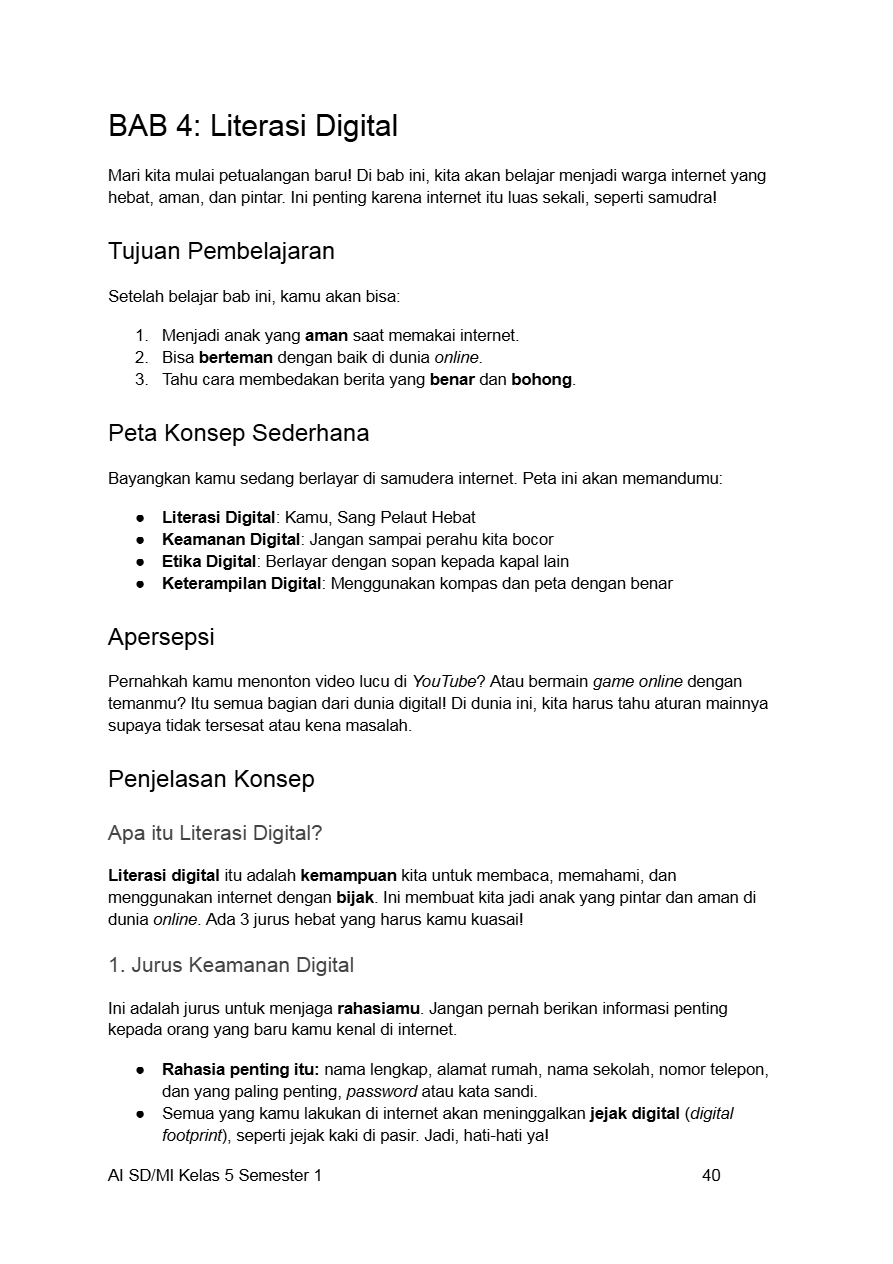 BAB 4: Literasi Digital
Mari kita mulai petualangan baru! Di bab ini, kita akan belajar menjadi warga internet yang
hebat, aman, dan pintar. Ini penting karena internet itu luas sekali, seperti samudra!
Tujuan Pembelajaran
Setelah belajar bab ini, kamu akan bisa:
1. Menjadi anak yang aman saat memakai internet.
2. Bisa berteman dengan baik di dunia online.
3. Tahu cara membedakan berita yang benar dan bohong.
Peta Konsep Sederhana
Bayangkan kamu sedang berlayar di samudera internet. Peta ini akan memandumu:
● Literasi Digital: Kamu, Sang Pelaut Hebat
● Keamanan Digital: Jangan sampai perahu kita bocor
● Etika Digital: Berlayar dengan sopan kepada kapal lain
● Keterampilan Digital: Menggunakan kompas dan peta dengan benar
Apersepsi
Pernahkah kamu menonton video lucu di YouTube? Atau bermain game online dengan
temanmu? Itu semua bagian dari dunia digital! Di dunia ini, kita harus tahu aturan mainnya
supaya tidak tersesat atau kena masalah.
Penjelasan Konsep
Apa itu Literasi Digital?
Literasi digital itu adalah kemampuan kita untuk membaca, memahami, dan
menggunakan internet dengan bijak. Ini membuat kita jadi anak yang pintar dan aman di
dunia online. Ada 3 jurus hebat yang harus kamu kuasai!
1. Jurus Keamanan Digital
Ini adalah jurus untuk menjaga rahasiamu. Jangan pernah berikan informasi penting
kepada orang yang baru kamu kenal di internet.
● Rahasia penting itu: nama lengkap, alamat rumah, nama sekolah, nomor telepon,
dan yang paling penting, password atau kata sandi.
● Semua yang kamu lakukan di internet akan meninggalkan jejak digital (digital
footprint), seperti jejak kaki di pasir. Jadi, hati-hati ya!
AI SD/MI Kelas 5 Semester 1 40